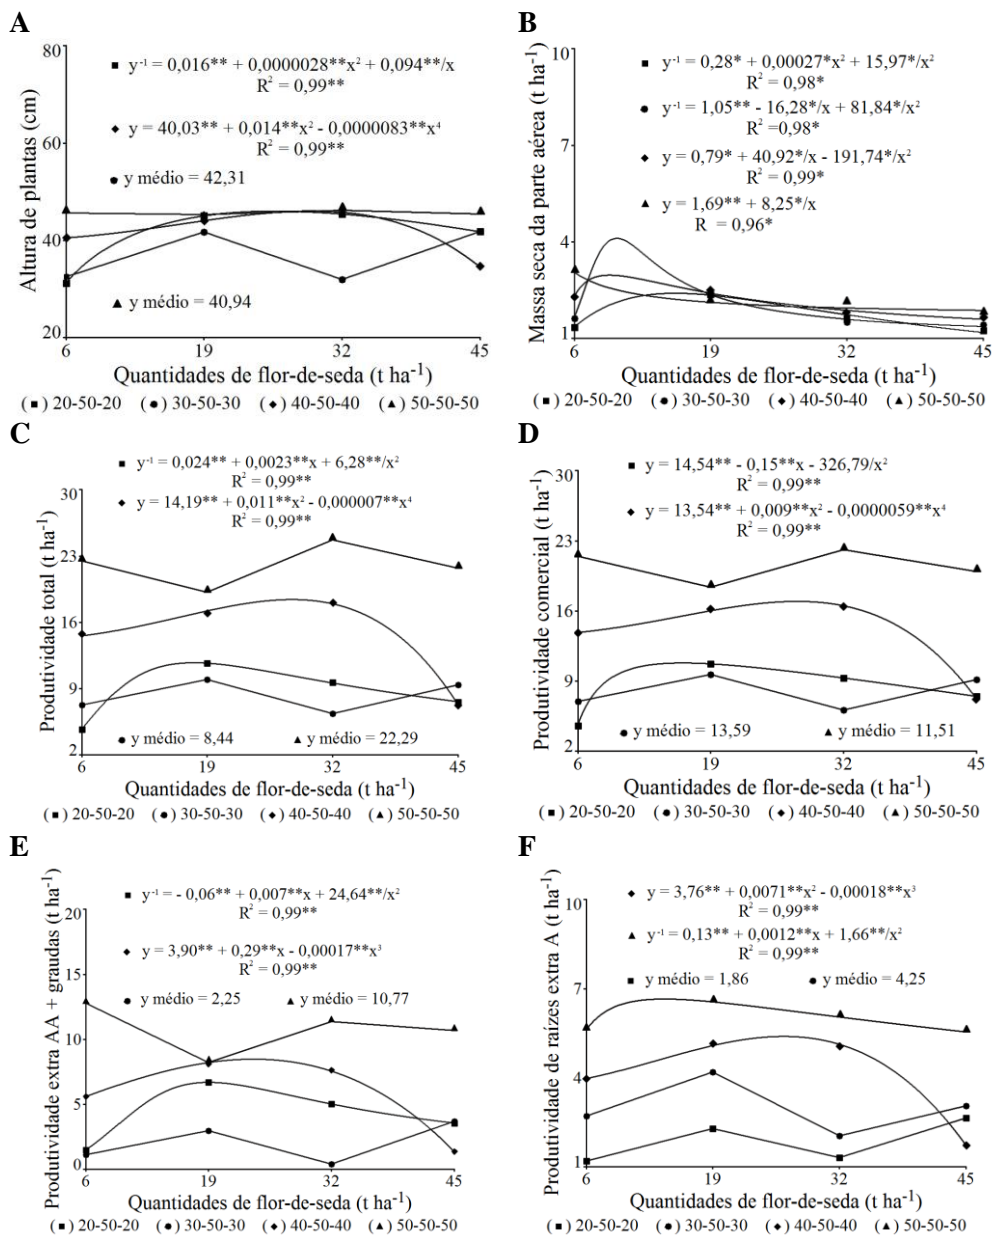 A
80
60
40
20
Altura de plantas (cm)
■ y⁻¹ = 0,016** + 0,0000028**x² + 0,094**/x
R² = 0,99**
◆ y = 40,03** + 0,014**x² - 0,0000083**x⁴
R² = 0,99**
● y médio = 42,31
▲ y médio = 40,94
6 19 32 45
Quantidades de flor-de-seda (t ha⁻¹)
(■) 20-50-20 (●) 30-50-30 (◆) 40-50-40 (▲) 50-50-50
B
10
7
4
1
Massa seca da parte aérea (t ha⁻¹)
■ y⁻¹ = 0,28* + 0,00027*x² + 15,97*/x²
R² = 0,98*
● y⁻¹ = 1,05** - 16,28*/x + 81,84*/x²
R² =0,98*
◆ y = 0,79* + 40,92*/x - 191,74*/x²
R² = 0,99*
▲ y = 1,69** + 8,25*/x
R = 0,96*
6 19 32 45
Quantidades de flor-de-seda (t ha⁻¹)
(■) 20-50-20 (●) 30-50-30 (◆) 40-50-40 (▲) 50-50-50
C
■ y⁻¹ = 0,024** + 0,0023**x + 6,28**/x²
R² = 0,99**
◆ y = 14,19** + 0,011**x² - 0,000007**x⁴
R² = 0,99**
30
23
16
9
2
Produtividade total (t ha⁻¹)
● y médio = 8,44 ▲ y médio = 22,29
6 19 32 45
Quantidades de flor-de-seda (t ha⁻¹)
(■) 20-50-20 (●) 30-50-30 (◆) 40-50-40 (▲) 50-50-50
D
■ y = 14,54** - 0,15**x - 326,79/x²
R² = 0,99**
◆ y = 13,54** + 0,009**x² - 0,0000059**x⁴
R² = 0,99**
30
23
16
9
2
Produtividade comercial (t ha⁻¹)
● y médio = 13,59 ▲ y médio = 11,51
6 19 32 45
Quantidades de flor-de-seda (t ha⁻¹)
(■) 20-50-20 (●) 30-50-30 (◆) 40-50-40 (▲) 50-50-50
E
■ y⁻¹ = - 0,06** + 0,007**x + 24,64**/x²
R² = 0,99**
◆ y = 3,90** + 0,29**x - 0,00017**x³
R² = 0,99**
● y médio = 2,25 ▲ y médio = 10,77
20
15
10
5
0
Produtividade extra AA + graudas (t ha⁻¹)
6 19 32 45
Quantidades de flor-de-seda (t ha⁻¹)
(■) 20-50-20 (●) 30-50-30 (◆) 40-50-40 (▲) 50-50-50
F
◆ y = 3,76** + 0,0071**x² - 0,00018**x³
R² = 0,99**
▲ y⁻¹ = 0,13** + 0,0012**x + 1,66**/x²
R² = 0,99**
■ y médio = 1,86 ● y médio = 4,25
10
7
4
1
Produtividade de raízes extra A (t ha⁻¹)
6 19 32 45
Quantidades de flor-de-seda (t ha⁻¹)
(■) 20-50-20 (●) 30-50-30 (◆) 40-50-40 (▲) 50-50-50